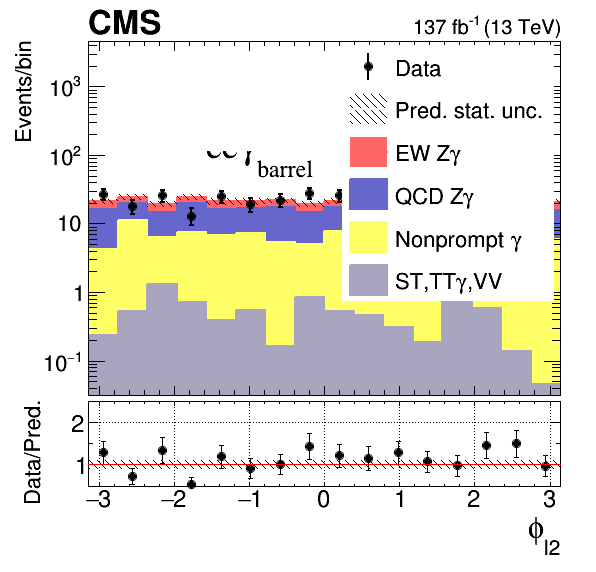 CMS
137 fb⁻¹ (13 TeV)
Events/bin
10³
10²
10
1
10⁻¹
Data
Pred. stat. unc.
EW Zγ
QCD Zγ
Nonprompt γ
ST,TTγ,VV
barrel
Data/Pred.
2
1
−3 −2 −1 0 1 2 3
ϕl2